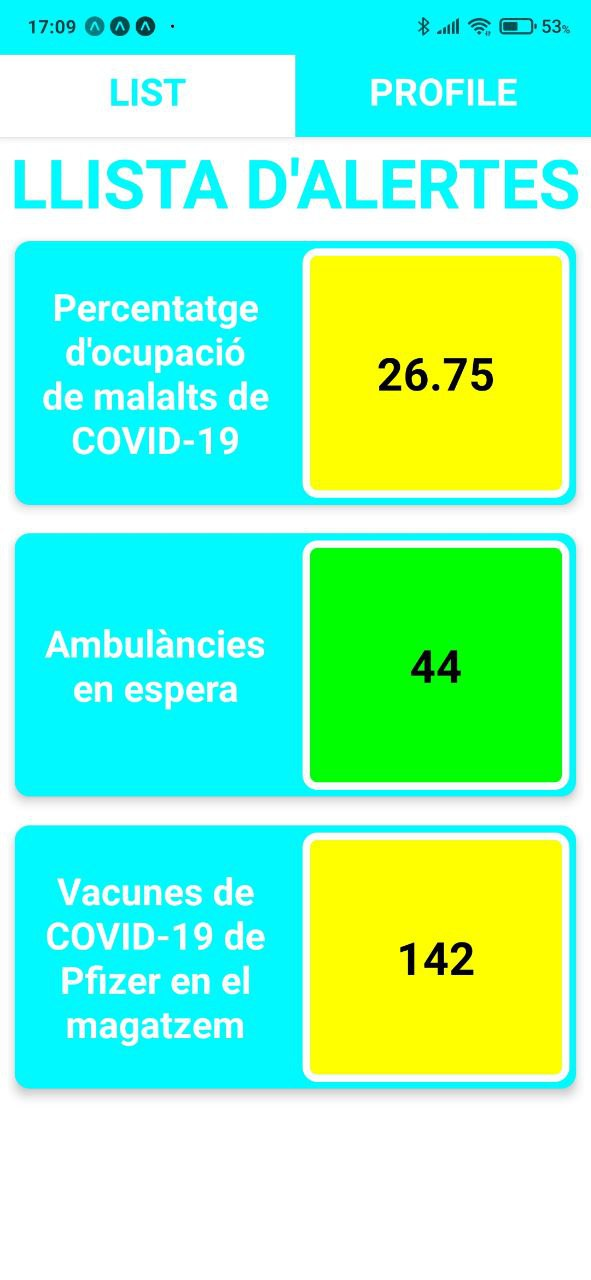 17:09 53%
LIST PROFILE
LLISTA D'ALERTES
Percentatge
d'ocupació
de malalts de
COVID-19
26.75
Ambulàncies
en espera
44
Vacunes de
COVID-19 de
Pfizer en el
magatzem
142